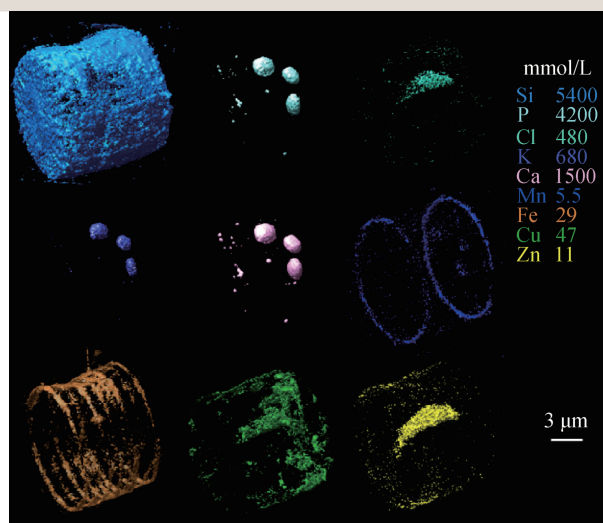 mmol/L
Si 5400
P 4200
Cl 480
K 680
Ca 1500
Mn 5.5
Fe 29
Cu 47
Zn 11
3 μm